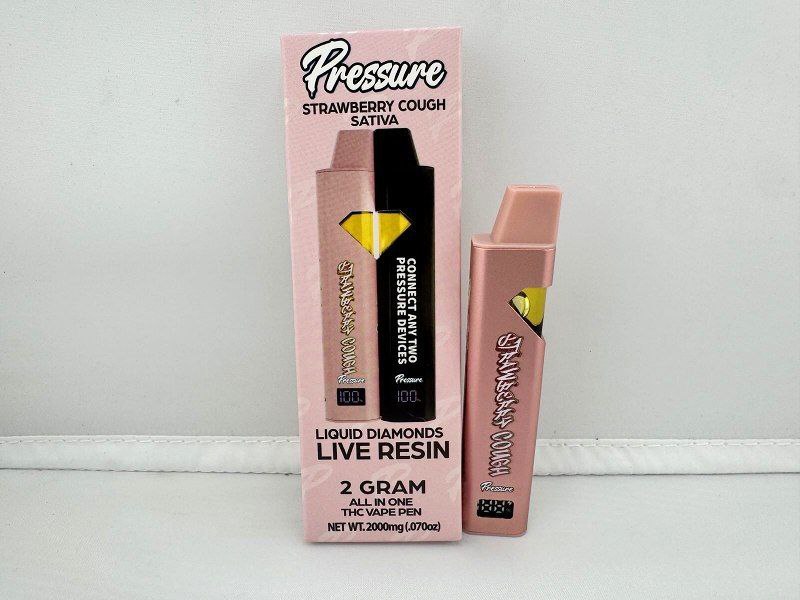 Pressure
STRAWBERRY COUGH
SATIVA
STRAWBERRY COUGH
Pressure
100%
CONNECT ANY TWO
PRESSURE DEVICES
Pressure
100%
LIQUID DIAMONDS
LIVE RESIN
2 GRAM
ALL IN ONE
THC VAPE PEN
NET WT. 2000mg (.070oz)
STRAWBERRY COUGH
Pressure